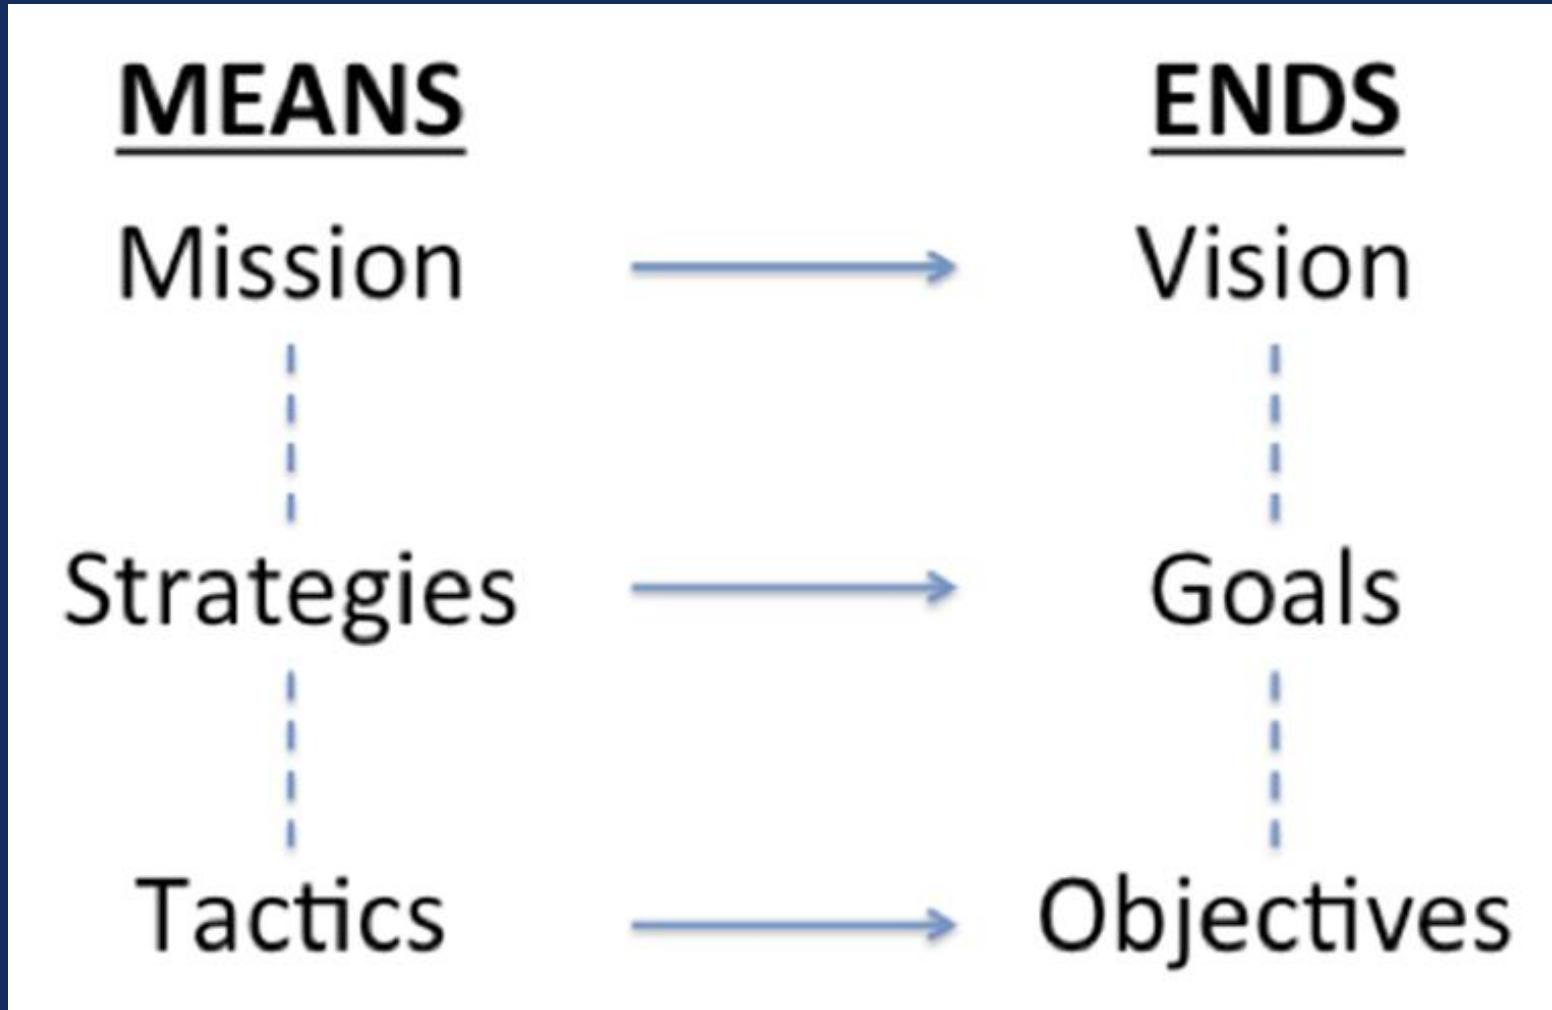 MEANS ENDS
Mission Vision
Strategies Goals
Tactics Objectives